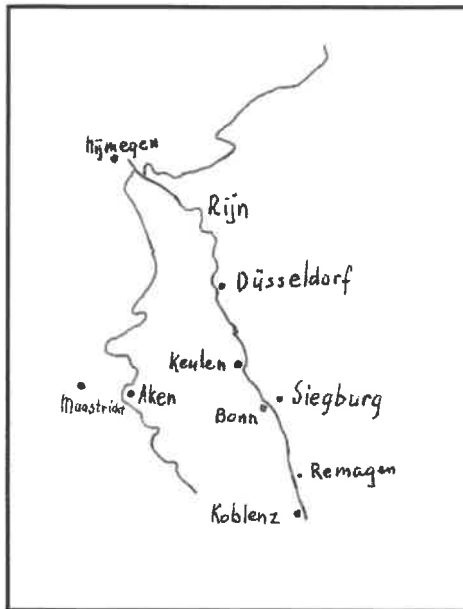 Nijmegen
Rijn
Düsseldorf
Keulen
Siegburg
Maastricht
Aken
Bonn
Remagen
Koblenz